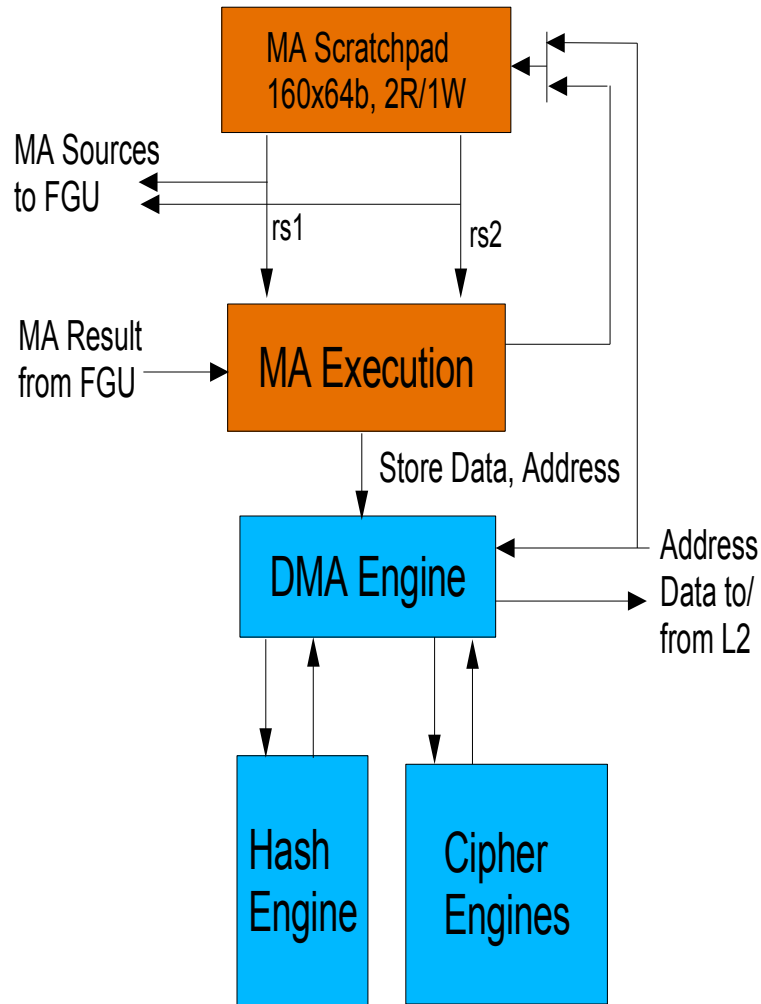 MA Scratchpad
160x64b, 2R/1W
MA Sources
to FGU
rs1
rs2
MA Result
from FGU
MA Execution
Store Data, Address
DMA Engine
Address
Data to/
from L2
Hash
Engine
Cipher
Engines